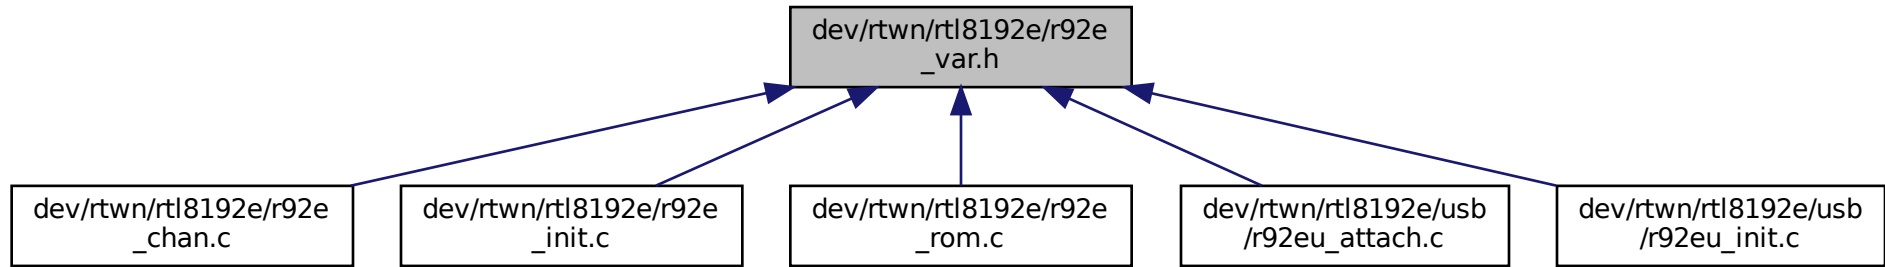 dev/rtwn/rtl8192e/r92e
_var.h
dev/rtwn/rtl8192e/r92e
_chan.c
dev/rtwn/rtl8192e/r92e
_init.c
dev/rtwn/rtl8192e/r92e
_rom.c
dev/rtwn/rtl8192e/usb
/r92eu_attach.c
dev/rtwn/rtl8192e/usb
/r92eu_init.c